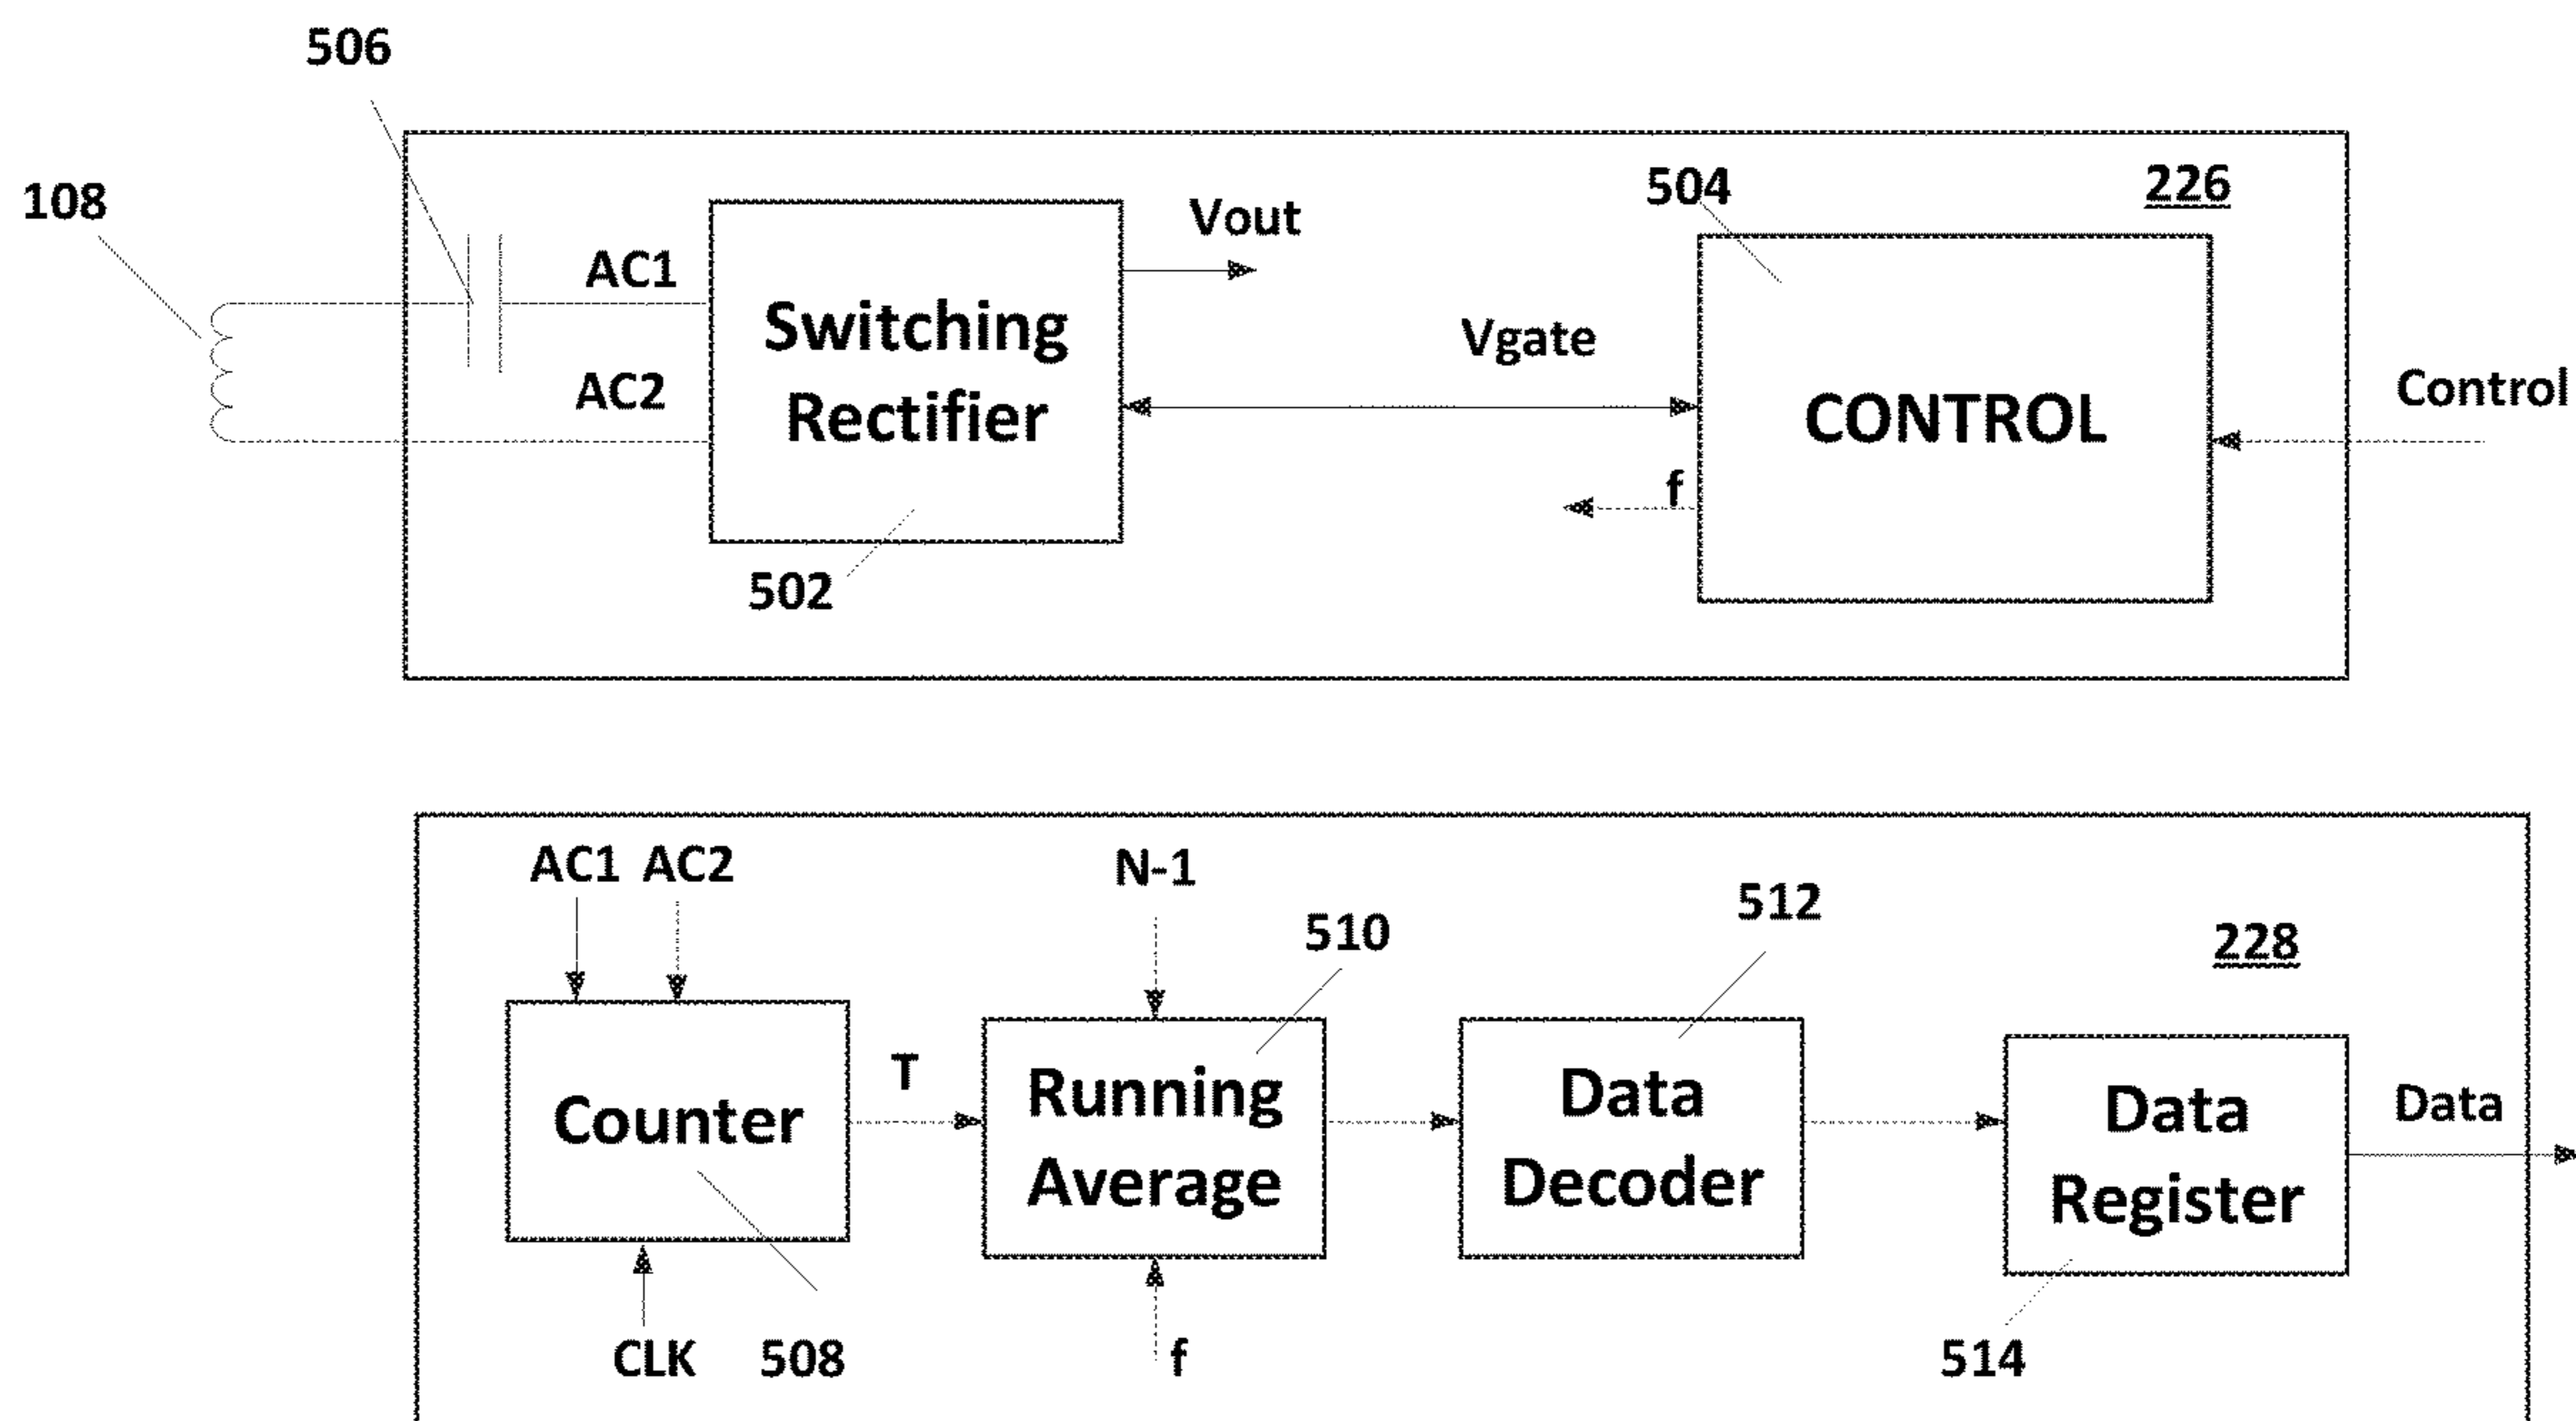 506
108
AC1
AC2
Switching
Rectifier
502
Vout
Vgate
f
504
226
CONTROL
Control
AC1 AC2
N-1
510
512
228
Counter
T
Running
Average
Data
Decoder
Data
Register
Data
CLK
508
f
514